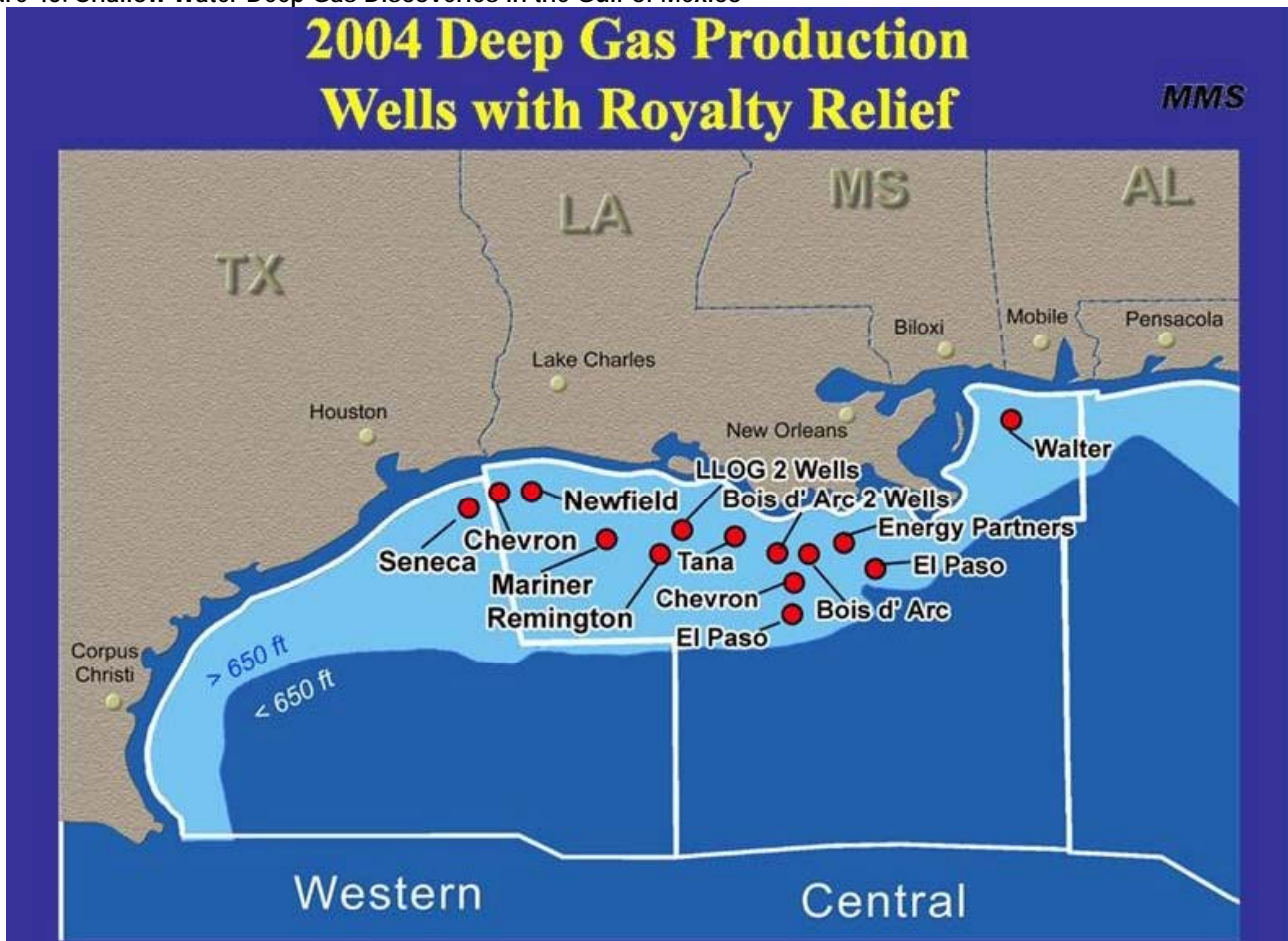 2004 Deep Gas Production
Wells with Royalty Relief
MMS
TX
LA
MS
AL
Biloxi
Mobile
Pensacola
Lake Charles
Houston
New Orleans
Walter
LLOG 2 Wells
Newfield
Bois d' Arc 2 Wells
Energy Partners
Chevron
Seneca
Tana
El Paso
Mariner
Chevron
Bois d' Arc
Remington
El Paso
Corpus
Christi
> 650 ft
< 650 ft
Western
Central